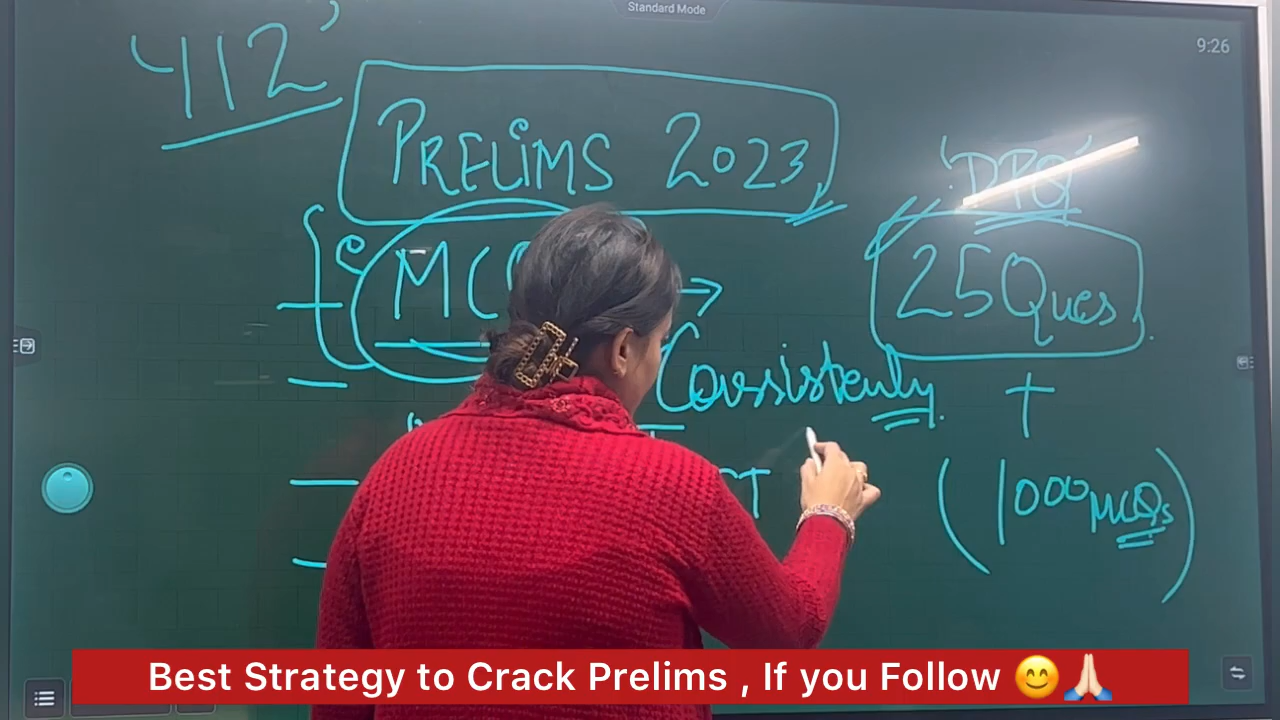 Standard Mode
9:26
412'
PRELIMS 2023
'DPQ'
MCQ
25Ques.
Consistently.
+
(1000 MCQs)
Best Strategy to Crack Prelims , If you Follow 😊🙏🏻